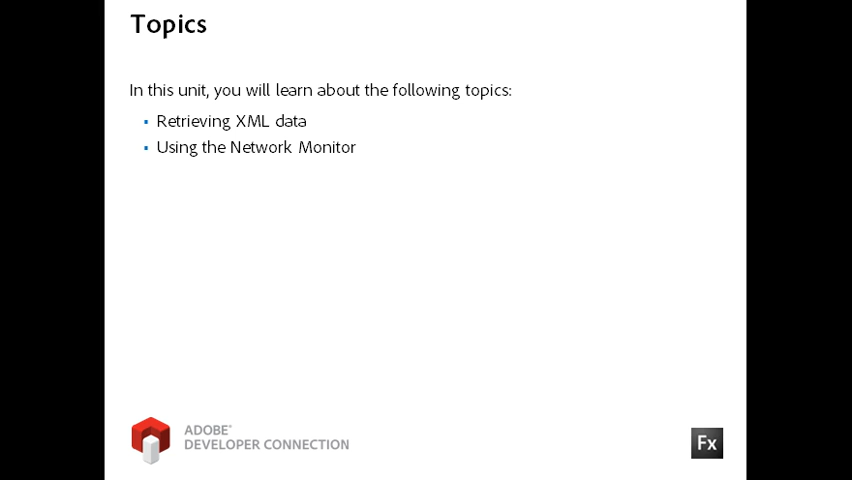 Topics
In this unit, you will learn about the following topics:
▪ Retrieving XML data
▪ Using the Network Monitor
ADOBE®
DEVELOPER CONNECTION
Fx